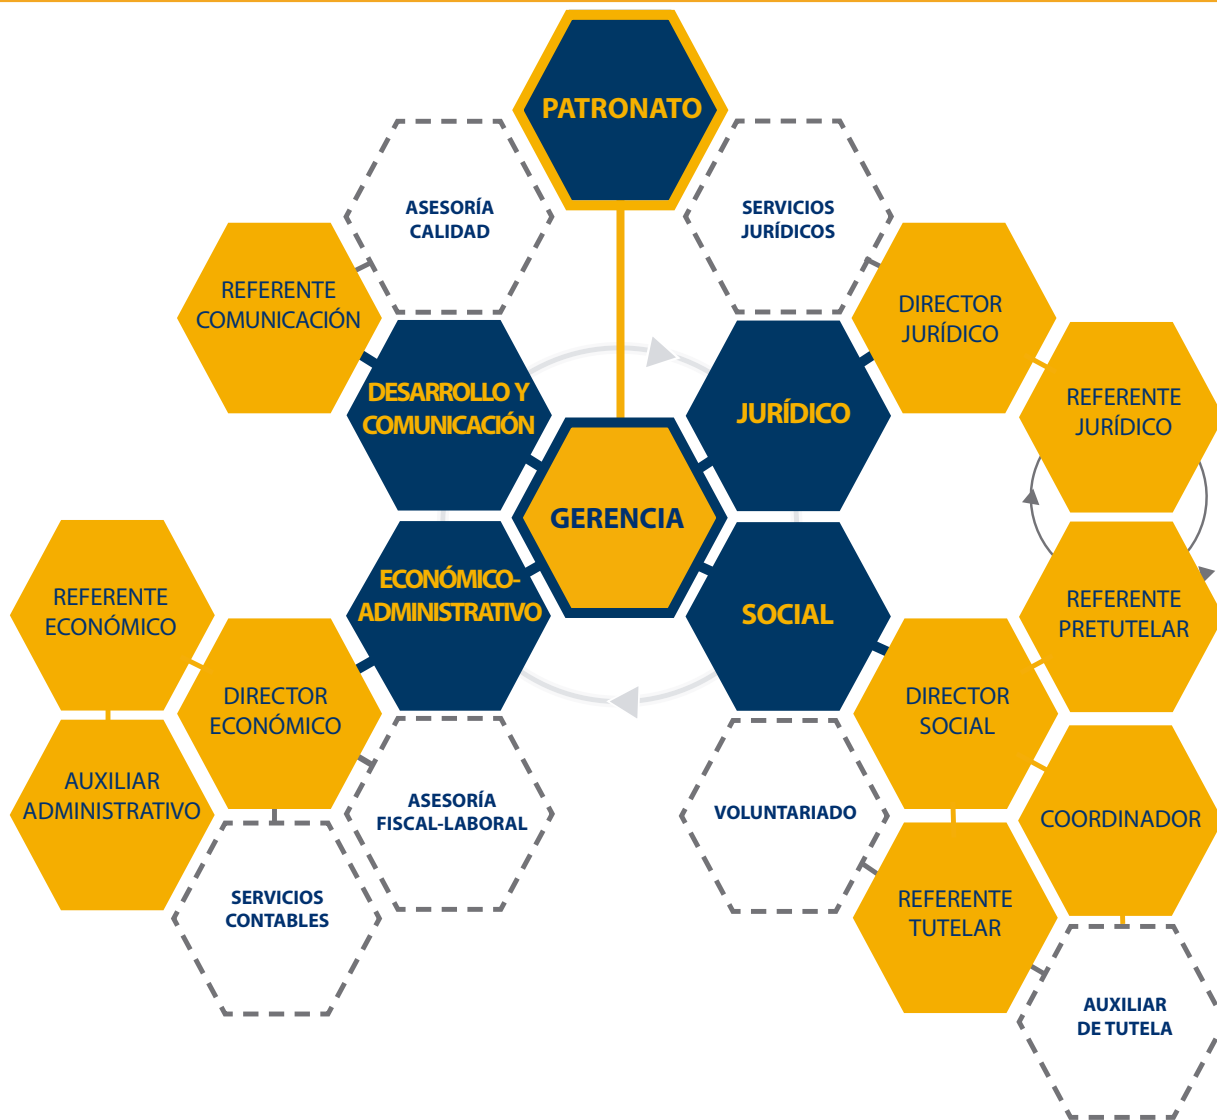 PATRONATO
ASESORÍA
CALIDAD
SERVICIOS
JURÍDICOS
REFERENTE
COMUNICACIÓN
DIRECTOR
JURÍDICO
DESARROLLO Y
COMUNICACIÓN
JURÍDICO
REFERENTE
JURÍDICO
GERENCIA
ECONÓMICO-
ADMINISTRATIVO
SOCIAL
REFERENTE
ECONÓMICO
REFERENTE
PRETUTELAR
DIRECTOR
ECONÓMICO
DIRECTOR
SOCIAL
AUXILIAR
ADMINISTRATIVO
ASESORÍA
FISCAL-LABORAL
VOLUNTARIADO
COORDINADOR
SERVICIOS
CONTABLES
REFERENTE
TUTELAR
AUXILIAR
DE TUTELA